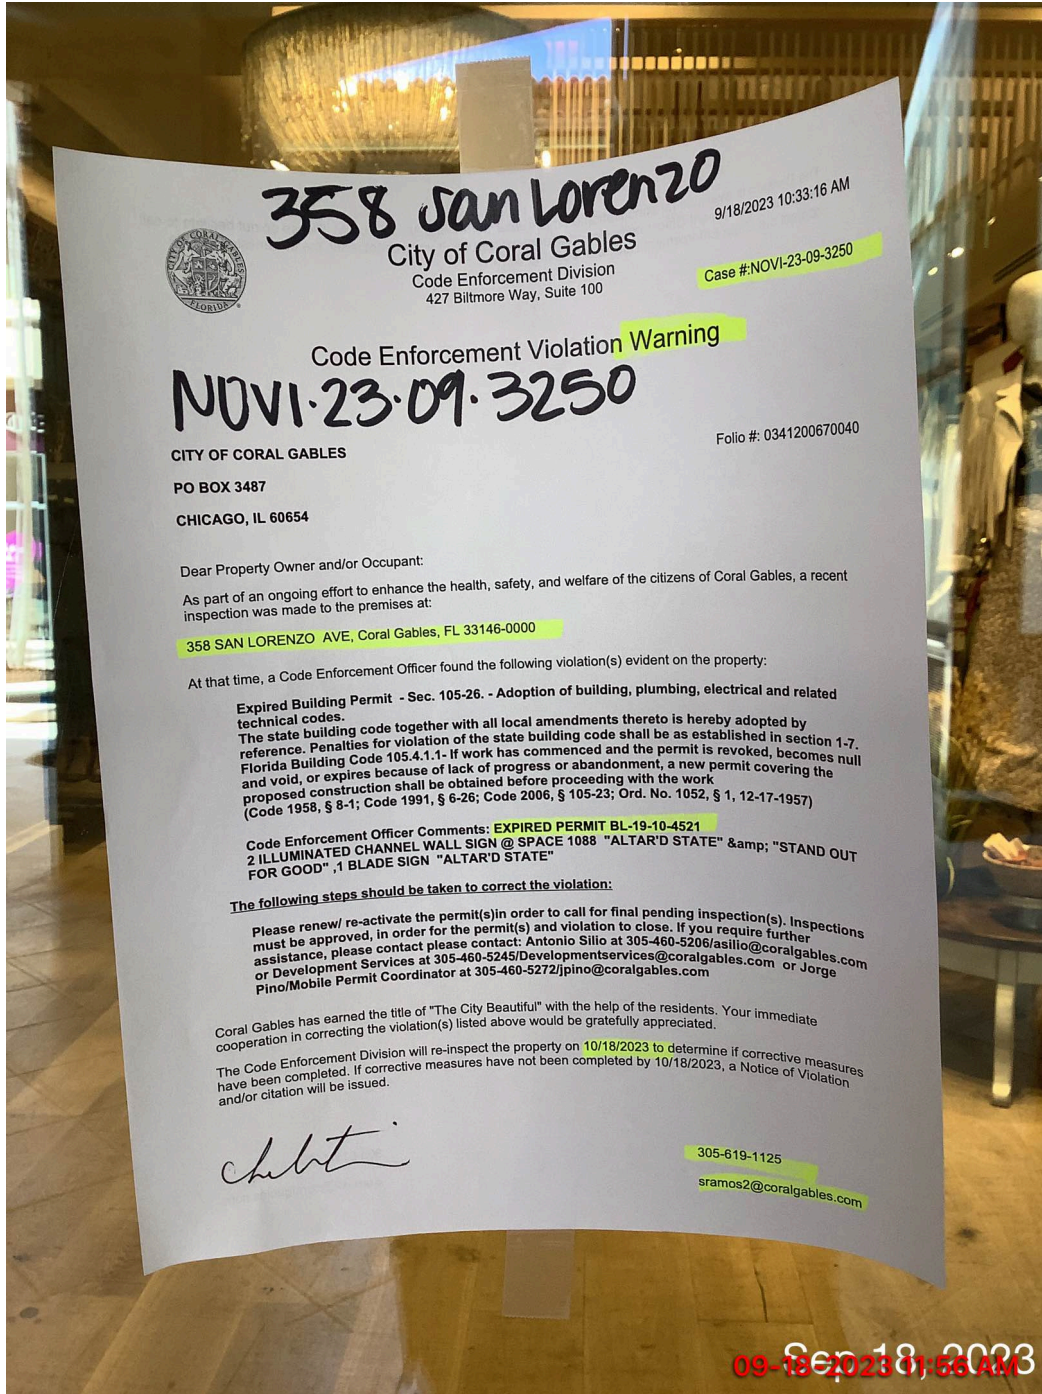 358 San Lorenzo
9/18/2023 10:33:16 AM
CITY OF CORAL GABLES
FLORIDA
City of Coral Gables
Code Enforcement Division
427 Biltmore Way, Suite 100
Case #:NOVI-23-09-3250
Code Enforcement Violation Warning
NOVI·23·09·3250
Folio #: 0341200670040
CITY OF CORAL GABLES
PO BOX 3487
CHICAGO, IL 60654
Dear Property Owner and/or Occupant:
As part of an ongoing effort to enhance the health, safety, and welfare of the citizens of Coral Gables, a recent
inspection was made to the premises at:
358 SAN LORENZO  AVE, Coral Gables, FL 33146-0000
At that time, a Code Enforcement Officer found the following violation(s) evident on the property:
Expired Building Permit  - Sec. 105-26. - Adoption of building, plumbing, electrical and related
technical codes.
The state building code together with all local amendments thereto is hereby adopted by
reference. Penalties for violation of the state building code shall be as established in section 1-7.
Florida Building Code 105.4.1.1- If work has commenced and the permit is revoked, becomes null
and void, or expires because of lack of progress or abandonment, a new permit covering the
proposed construction shall be obtained before proceeding with the work
(Code 1958, § 8-1; Code 1991, § 6-26; Code 2006, § 105-23; Ord. No. 1052, § 1, 12-17-1957)
Code Enforcement Officer Comments: EXPIRED PERMIT BL-19-10-4521
2 ILLUMINATED CHANNEL WALL SIGN @ SPACE 1088  "ALTAR'D STATE" &amp; "STAND OUT
FOR GOOD" ,1 BLADE SIGN  "ALTAR'D STATE"
The following steps should be taken to correct the violation:
Please renew/ re-activate the permit(s)in order to call for final pending inspection(s). Inspections
must be approved, in order for the permit(s) and violation to close. If you require further
assistance, please contact please contact: Antonio Silio at 305-460-5206/asilio@coralgables.com
or Development Services at 305-460-5245/Developmentservices@coralgables.com  or Jorge
Pino/Mobile Permit Coordinator at 305-460-5272/jpino@coralgables.com
Coral Gables has earned the title of "The City Beautiful" with the help of the residents. Your immediate
cooperation in correcting the violation(s) listed above would be gratefully appreciated.
The Code Enforcement Division will re-inspect the property on 10/18/2023 to determine if corrective measures
have been completed. If corrective measures have not been completed by 10/18/2023, a Notice of Violation
and/or citation will be issued.
305-619-1125
sramos2@coralgables.com
Sep 18, 2023
09-18-2023 11:56 AM